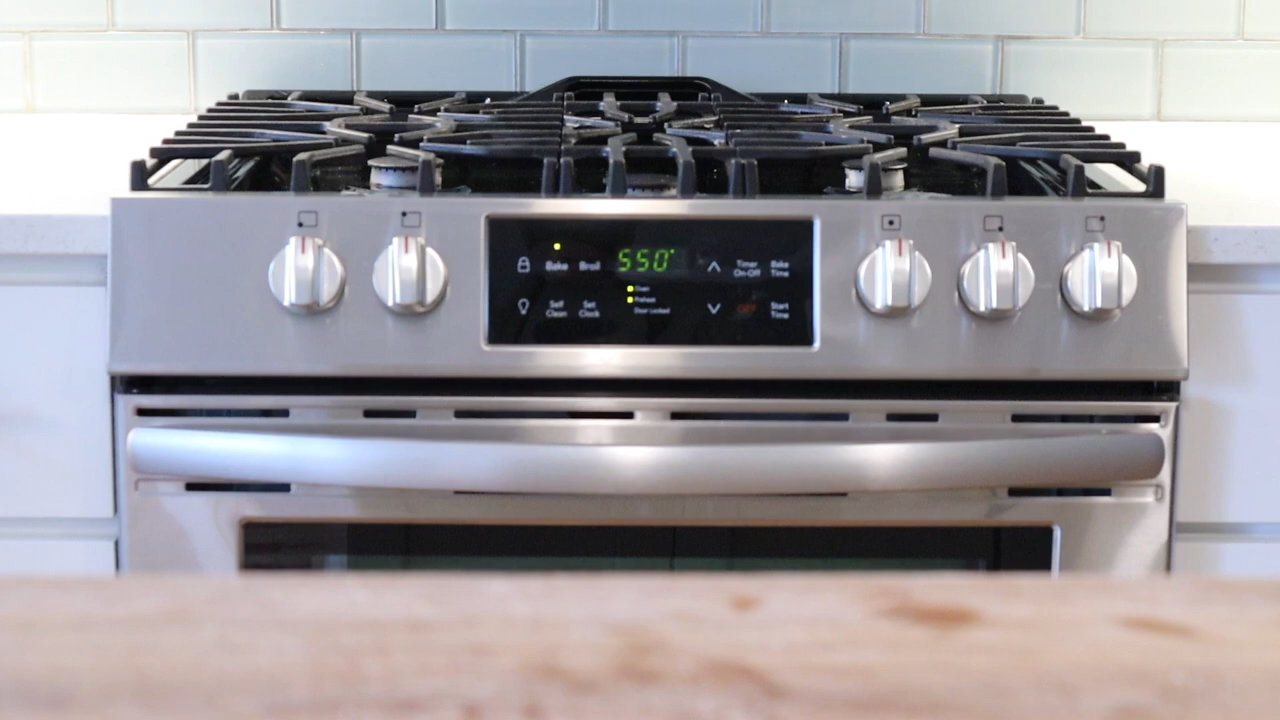 Bake Broil 550° Timer On-Off Bake Time
Oven
Preheat
Self Clean Set Clock Door Locked OFF Start Time